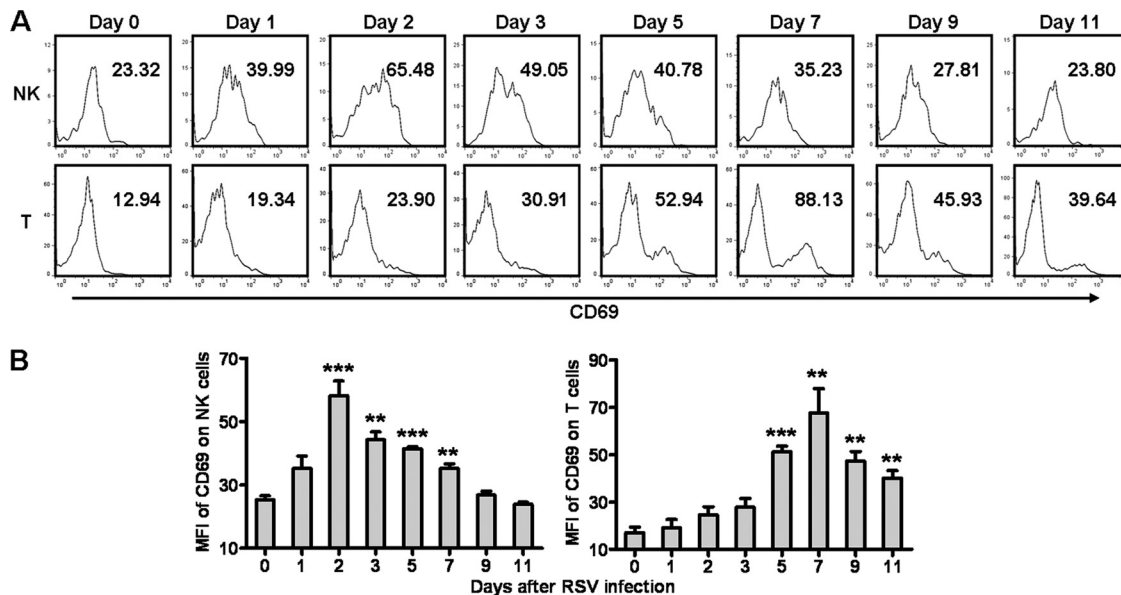 A
Day 0 Day 1 Day 2 Day 3 Day 5 Day 7 Day 9 Day 11
NK
23.32 39.99 65.48 49.05 40.78 35.23 27.81 23.80
T
12.94 19.34 23.90 30.91 52.94 88.13 45.93 39.64
CD69
B
MFI of CD69 on NK cells
70
50
30
10
*** ** *** **
0 1 2 3 5 7 9 11
MFI of CD69 on T cells
90
70
50
30
10
*** ** ** **
0 1 2 3 5 7 9 11
Days after RSV infection